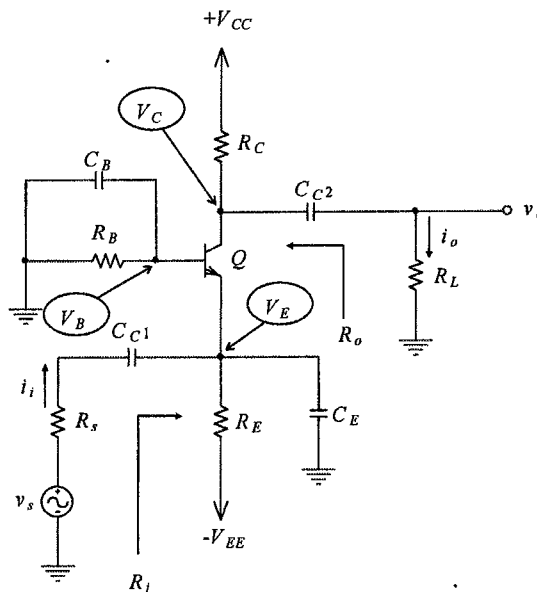 +V_CC
V_C
R_C
C_B
C_C2
v
R_B
Q
i_o
R_L
V_B
V_E
R_o
C_C1
i_i
R_s
R_E
C_E
v_s
-V_EE
R_i